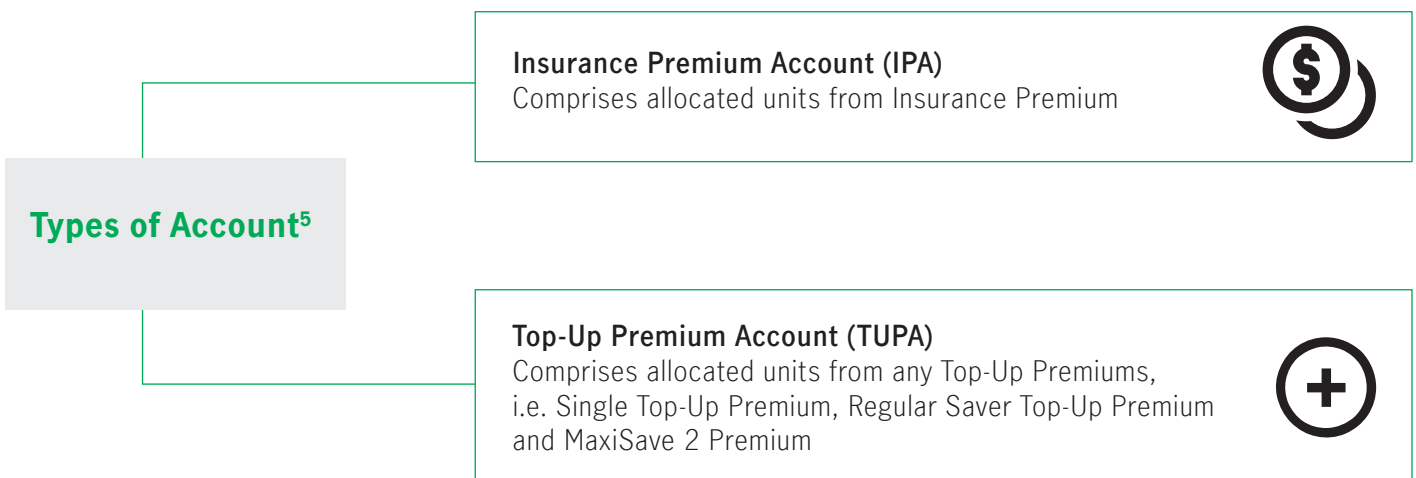 Insurance Premium Account (IPA)
Comprises allocated units from Insurance Premium
$
Types of Account5
Top-Up Premium Account (TUPA)
Comprises allocated units from any Top-Up Premiums,
i.e. Single Top-Up Premium, Regular Saver Top-Up Premium
and MaxiSave 2 Premium
+